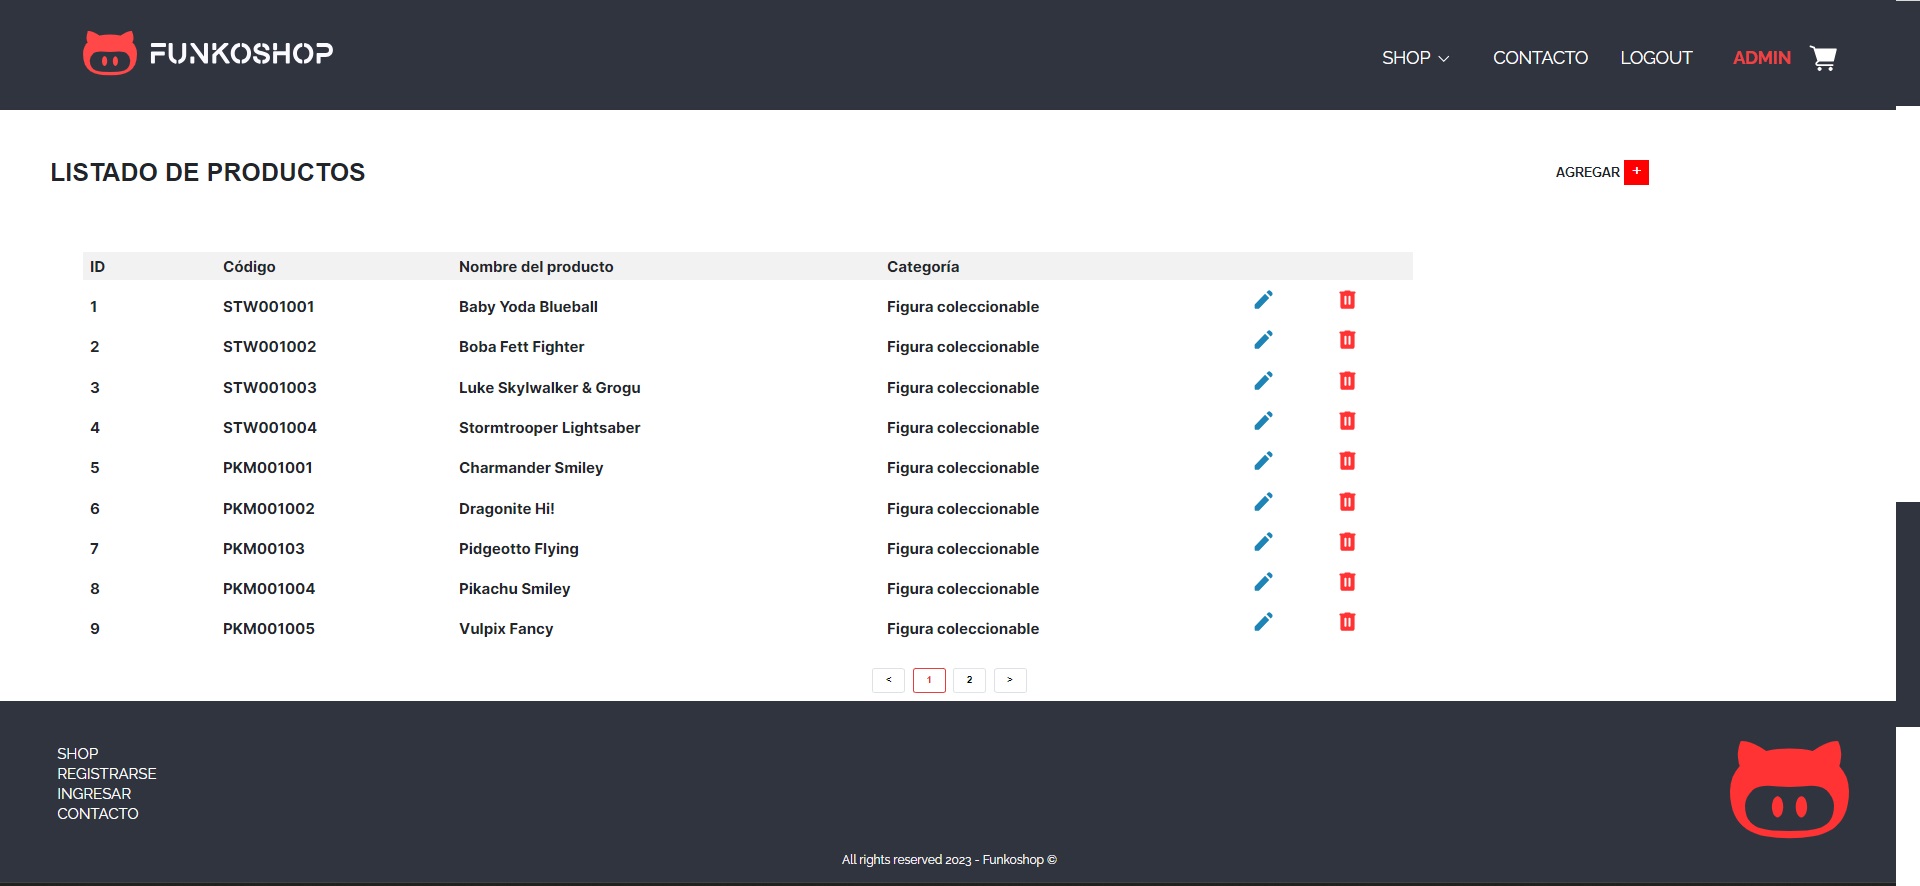 FUNKOSHOP
SHOP CONTACTO LOGOUT ADMIN
LISTADO DE PRODUCTOS
AGREGAR +
ID Código Nombre del producto Categoría
1 STW001001 Baby Yoda Blueball Figura coleccionable
2 STW001002 Boba Fett Fighter Figura coleccionable
3 STW001003 Luke Skylwalker & Grogu Figura coleccionable
4 STW001004 Stormtrooper Lightsaber Figura coleccionable
5 PKM001001 Charmander Smiley Figura coleccionable
6 PKM001002 Dragonite Hi! Figura coleccionable
7 PKM00103 Pidgeotto Flying Figura coleccionable
8 PKM001004 Pikachu Smiley Figura coleccionable
9 PKM001005 Vulpix Fancy Figura coleccionable
< 1 2 >
SHOP
REGISTRARSE
INGRESAR
CONTACTO
All rights reserved 2023 - Funkoshop ©